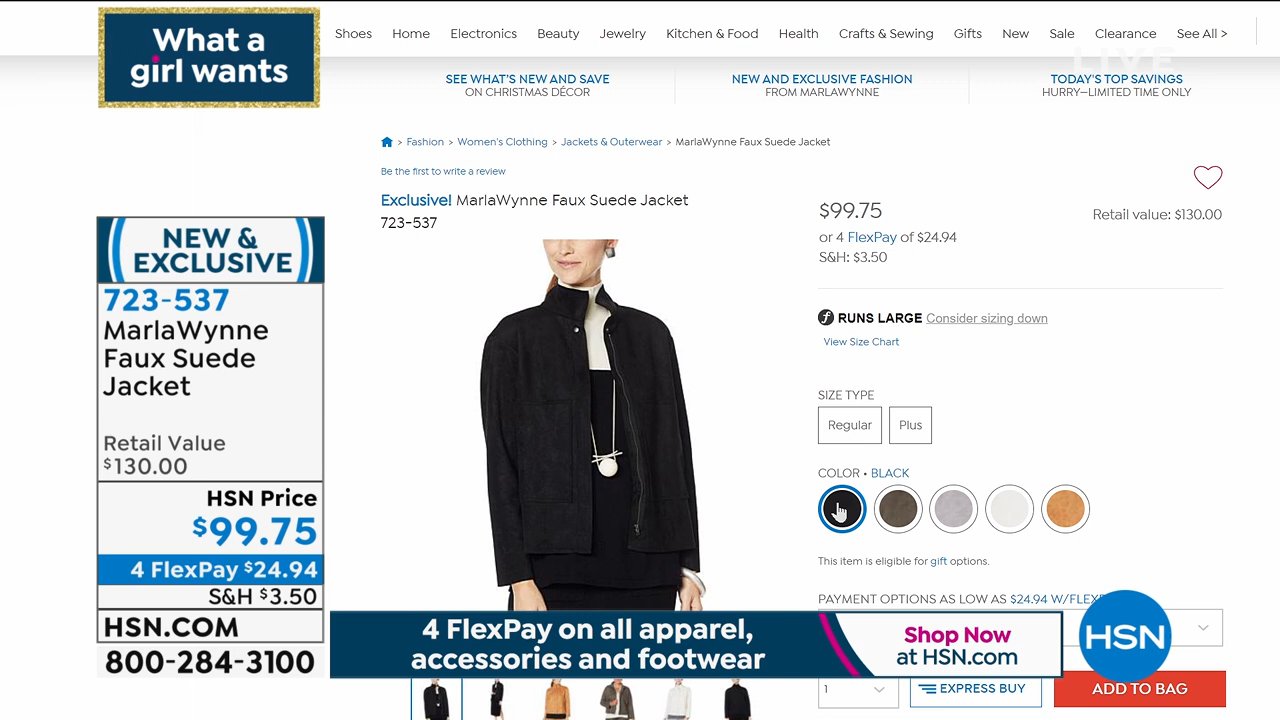 What a
girl wants
Shoes
Home
Electronics
Beauty
Jewelry
Kitchen & Food
Health
Crafts & Sewing
Gifts
New
Sale
Clearance
See All >
LIVE
SEE WHAT'S NEW AND SAVE
ON CHRISTMAS DÉCOR
NEW AND EXCLUSIVE FASHION
FROM MARLAWYNNE
TODAY'S TOP SAVINGS
HURRY—LIMITED TIME ONLY
> Fashion > Women's Clothing > Jackets & Outerwear > MarlaWynne Faux Suede Jacket
Be the first to write a review
Exclusive! MarlaWynne Faux Suede Jacket
723-537
$99.75
Retail value: $130.00
or 4 FlexPay of $24.94
S&H: $3.50
RUNS LARGE Consider sizing down
View Size Chart
SIZE TYPE
Regular
Plus
COLOR • BLACK
This item is eligible for gift options.
PAYMENT OPTIONS AS LOW AS $24.94 W/FLEXP
1
EXPRESS BUY
ADD TO BAG
NEW &
EXCLUSIVE
723-537
MarlaWynne
Faux Suede
Jacket
Retail Value
$130.00
HSN Price
$99.75
4 FlexPay $24.94
S&H $3.50
HSN.COM
800-284-3100
4 FlexPay on all apparel,
accessories and footwear
Shop Now
at HSN.com
HSN